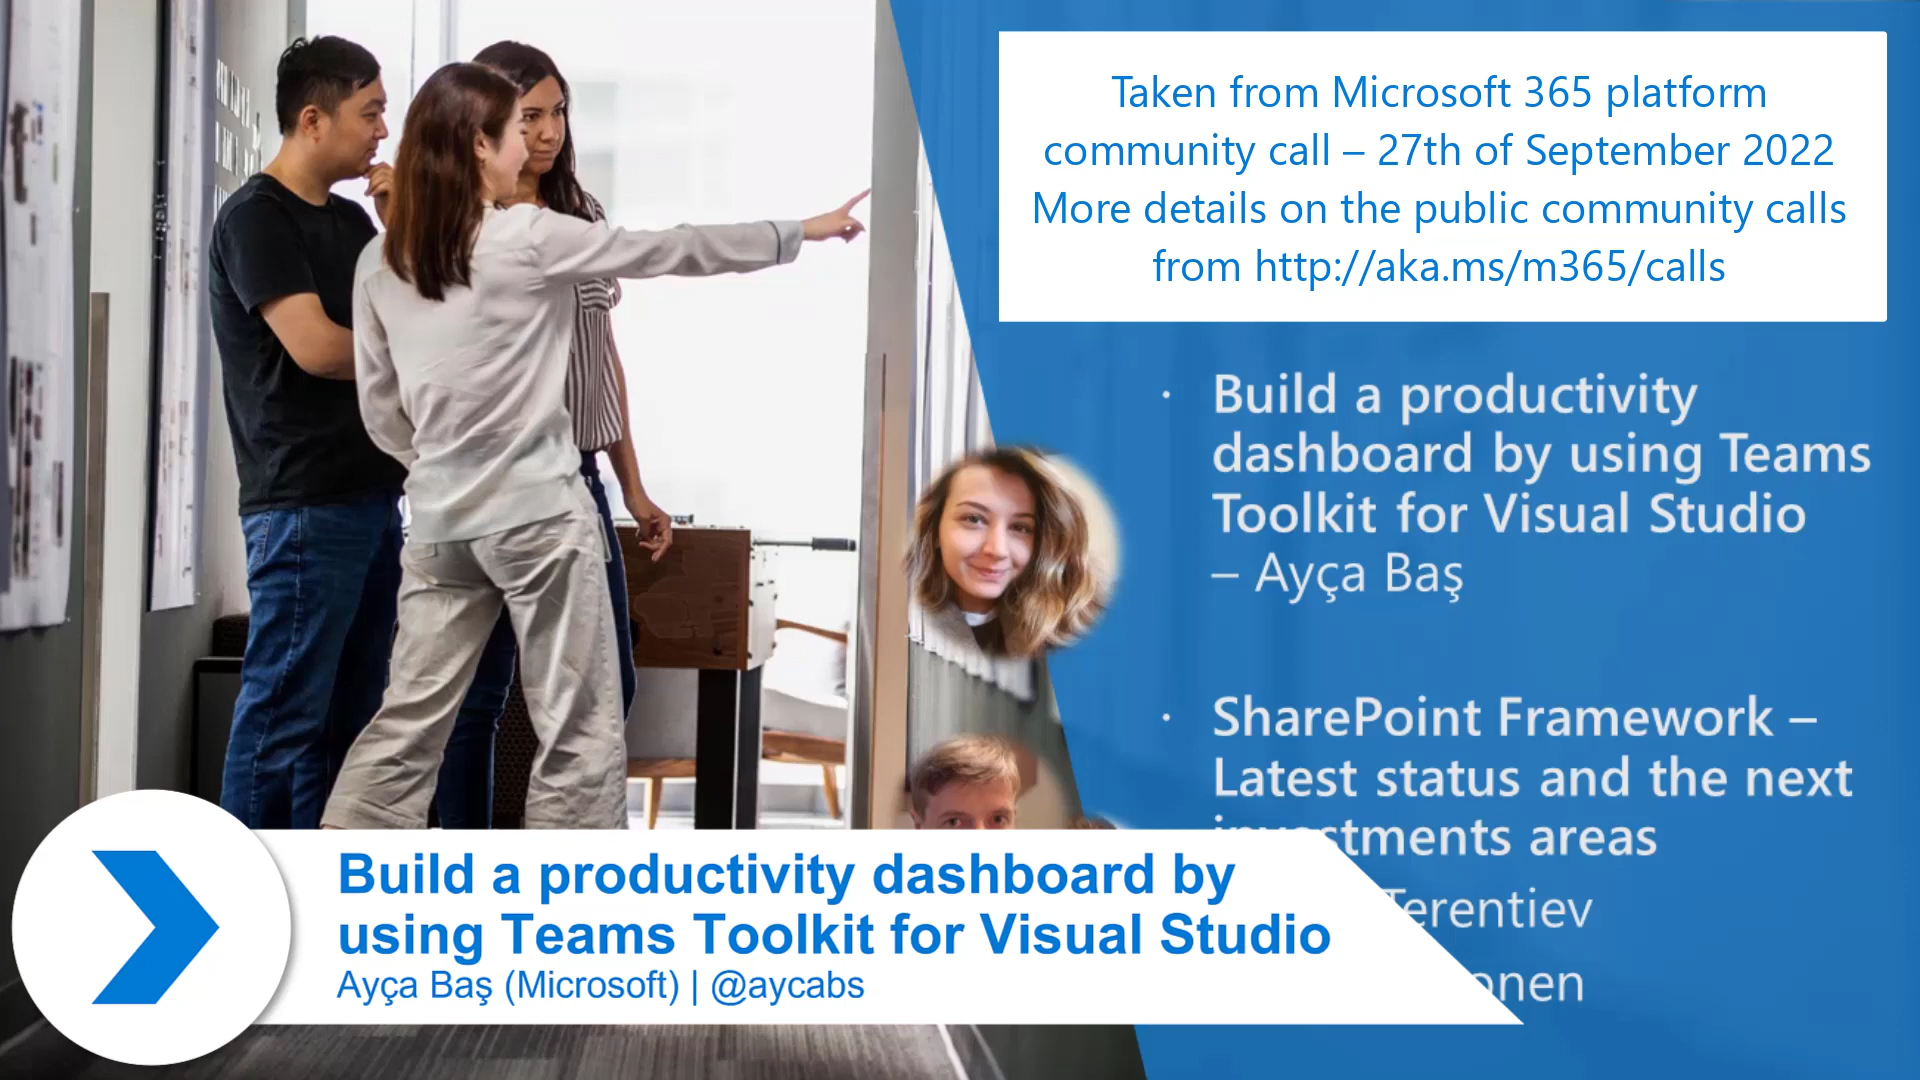 Taken from Microsoft 365 platform
community call – 27th of September 2022
More details on the public community calls
from http://aka.ms/m365/calls
· Build a productivity
dashboard by using Teams
Toolkit for Visual Studio
– Ayça Baş
· SharePoint Framework –
Latest status and the next
investments areas
Terentiev
Build a productivity dashboard by
using Teams Toolkit for Visual Studio
Ayça Baş (Microsoft) | @aycabs